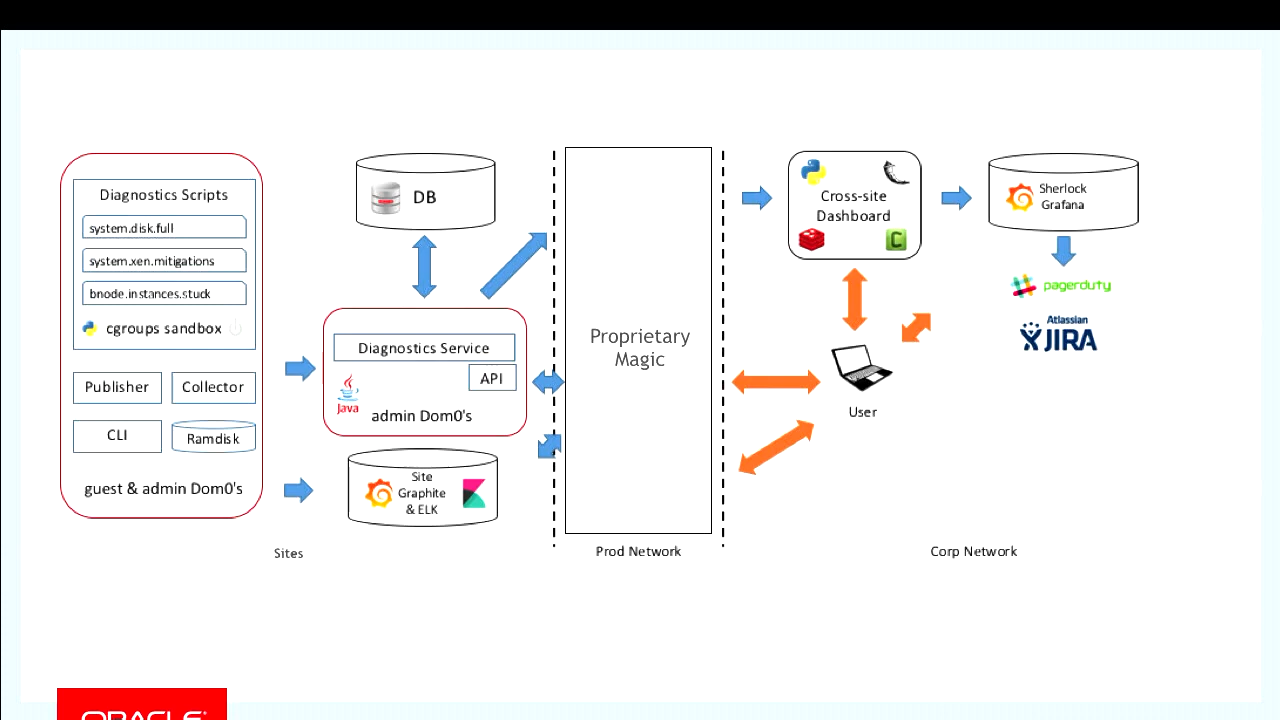 Diagnostics Scripts
system.disk.full
system.xen.mitigations
bnode.instances.stuck
cgroups sandbox
Publisher
Collector
CLI
Ramdisk
guest & admin Dom0's
DB
Diagnostics Service
API
Java
admin Dom0's
Site
Graphite
& ELK
Sites
Proprietary
Magic
Prod Network
Cross-site
Dashboard
C
User
Sherlock
Grafana
pagerduty
Atlassian
JIRA
Corp Network
ORACLE